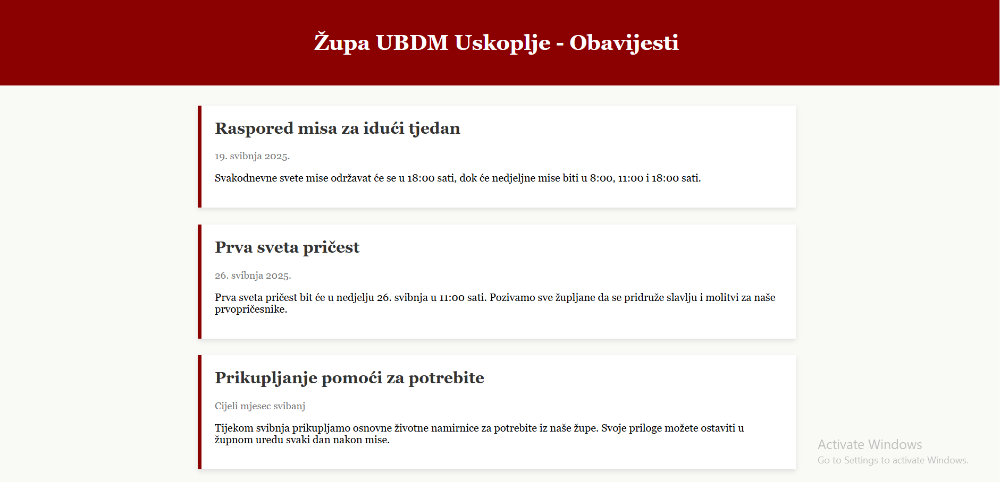 Župa UBDM Uskoplje - Obavijesti
Raspored misa za idući tjedan
19. svibnja 2025.
Svakodnevne svete mise održavat će se u 18:00 sati, dok će nedjeljne mise biti u 8:00, 11:00 i 18:00 sati.
Prva sveta pričest
26. svibnja 2025.
Prva sveta pričest bit će u nedjelju 26. svibnja u 11:00 sati. Pozivamo sve župljane da se pridruže slavlju i molitvi za naše
prvopričesnike.
Prikupljanje pomoći za potrebite
Cijeli mjesec svibanj
Tijekom svibnja prikupljamo osnovne životne namirnice za potrebite iz naše župe. Svoje priloge možete ostaviti u
župnom uredu svaki dan nakon mise.
Activate Windows
Go to Settings to activate Windows.